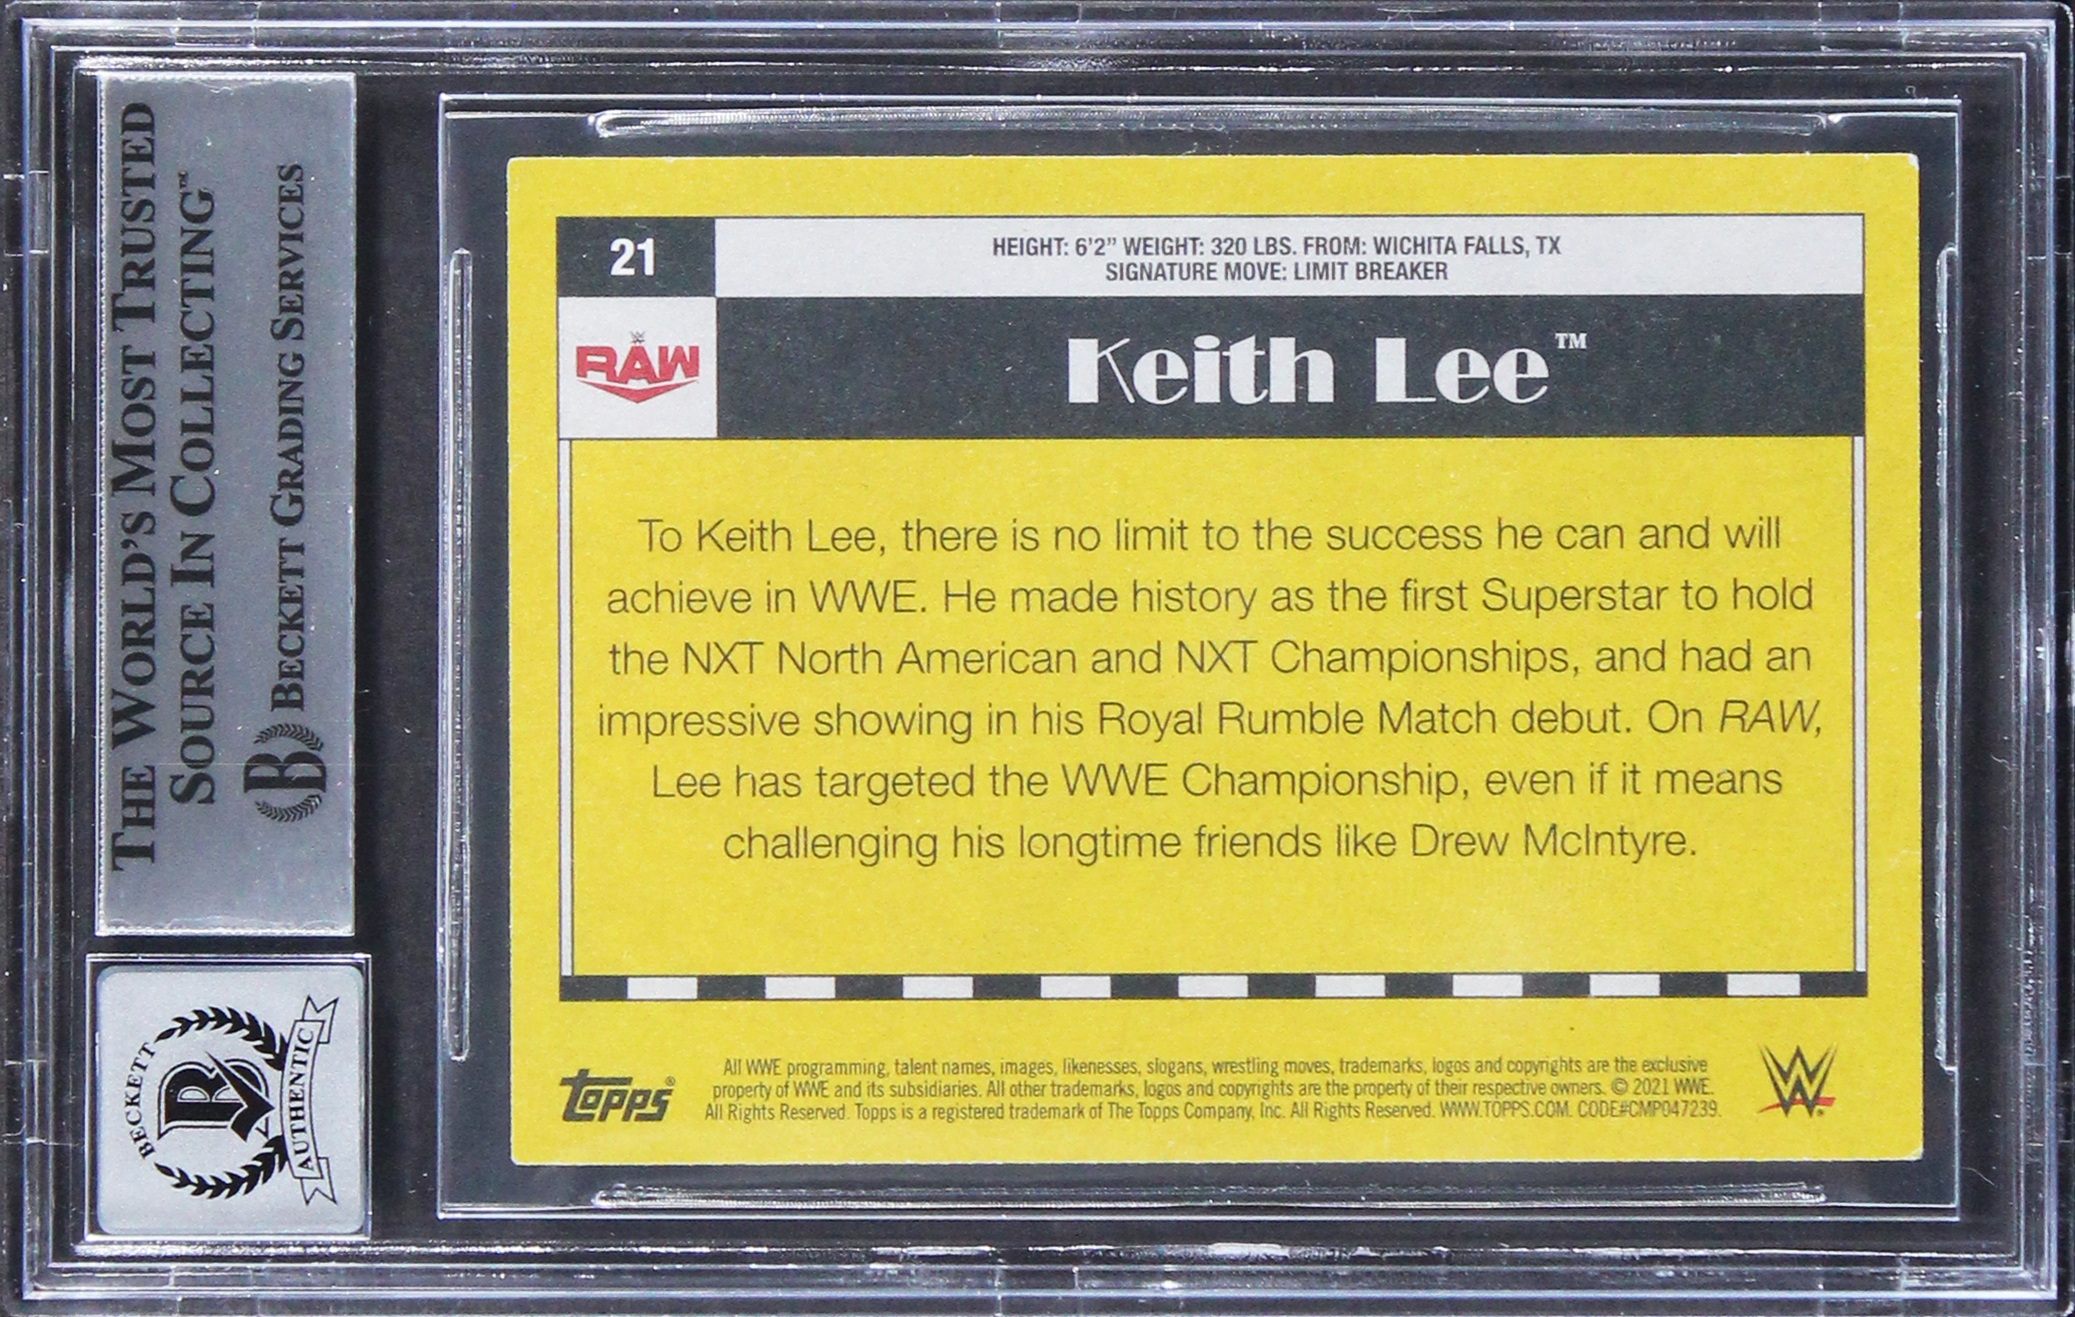 THE WORLD'S MOST TRUSTED
SOURCE IN COLLECTING™
BECKETT GRADING SERVICES
BECKETT
B
AUTHENTIC
21
HEIGHT: 6'2" WEIGHT: 320 LBS. FROM: WICHITA FALLS, TX
SIGNATURE MOVE: LIMIT BREAKER
RAW
Keith Lee™
To Keith Lee, there is no limit to the success he can and will
achieve in WWE. He made history as the first Superstar to hold
the NXT North American and NXT Championships, and had an
impressive showing in his Royal Rumble Match debut. On RAW,
Lee has targeted the WWE Championship, even if it means
challenging his longtime friends like Drew McIntyre.
topps®
All WWE programming, talent names, images, likenesses, slogans, wrestling moves, trademarks, logos and copyrights are the exclusive
property of WWE and its subsidiaries. All other trademarks, logos and copyrights are the property of their respective owners. © 2021 WWE.
All Rights Reserved. Topps is a registered trademark of The Topps Company, Inc. All Rights Reserved. WWW.TOPPS.COM. CODE#CMP047239.
W